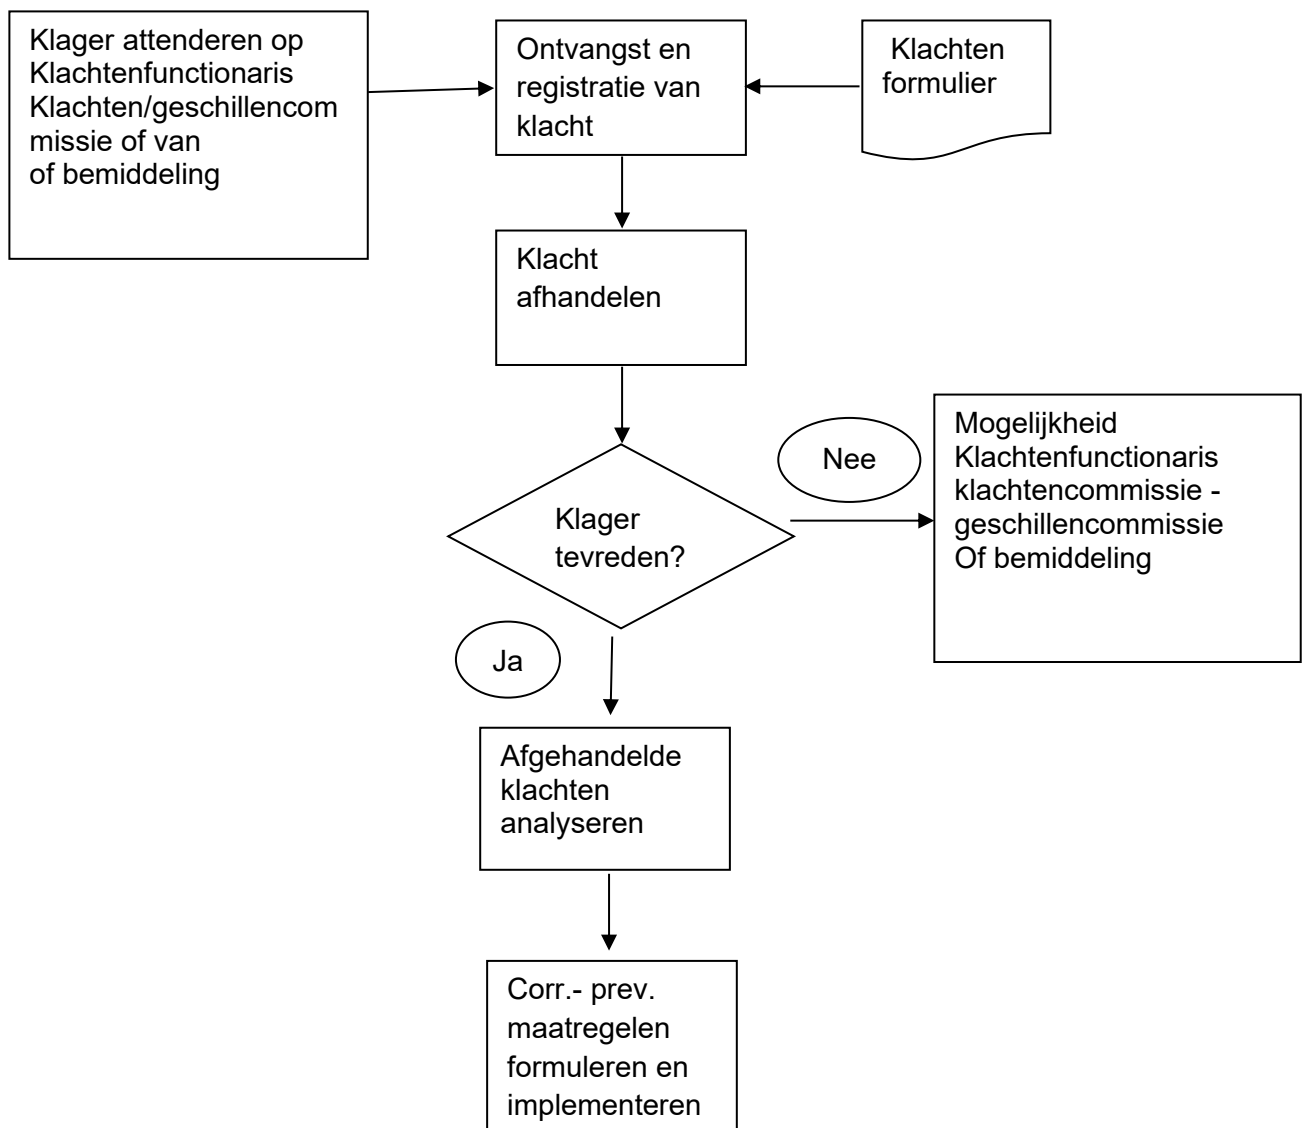 Klager attenderen op
Klachtenfunctionaris
Klachten/geschillencom
missie of van
of bemiddeling
Ontvangst en
registratie van
klacht
Klachten
formulier
Klacht
afhandelen
Klager
tevreden?
Nee
Mogelijkheid
Klachtenfunctionaris
klachtencommissie -
geschillencommissie
Of bemiddeling
Ja
Afgehandelde
klachten
analyseren
Corr.- prev.
maatregelen
formuleren en
implementeren